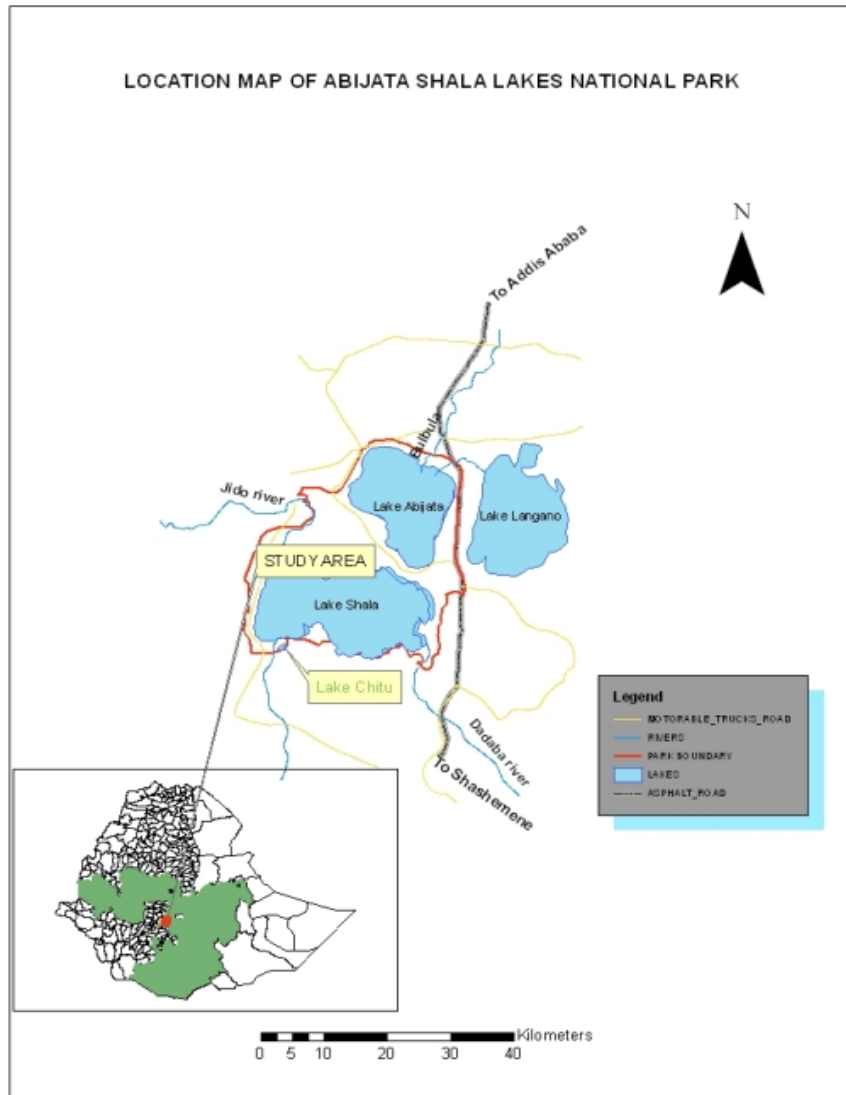 LOCATION MAP OF ABIJATA SHALA LAKES NATIONAL PARK
N
To Addis Ababa
Bulbula
Jido river
Lake Abijata
Lake Langano
STUDY AREA
Lake Shala
Lake Chitu
Dadaba river
To Shashemene
Legend
MOTORABLE_TRUCKS_ROAD
RIVERS
PARK BOUNDARY
LAKES
ASPHALT_ROAD
Kilometers
0 5 10 20 30 40